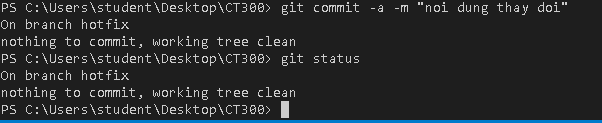 PS C:\Users\student\Desktop\CT300> git commit -a -m "noi dung thay doi"
On branch hotfix
nothing to commit, working tree clean
PS C:\Users\student\Desktop\CT300> git status
On branch hotfix
nothing to commit, working tree clean
PS C:\Users\student\Desktop\CT300>